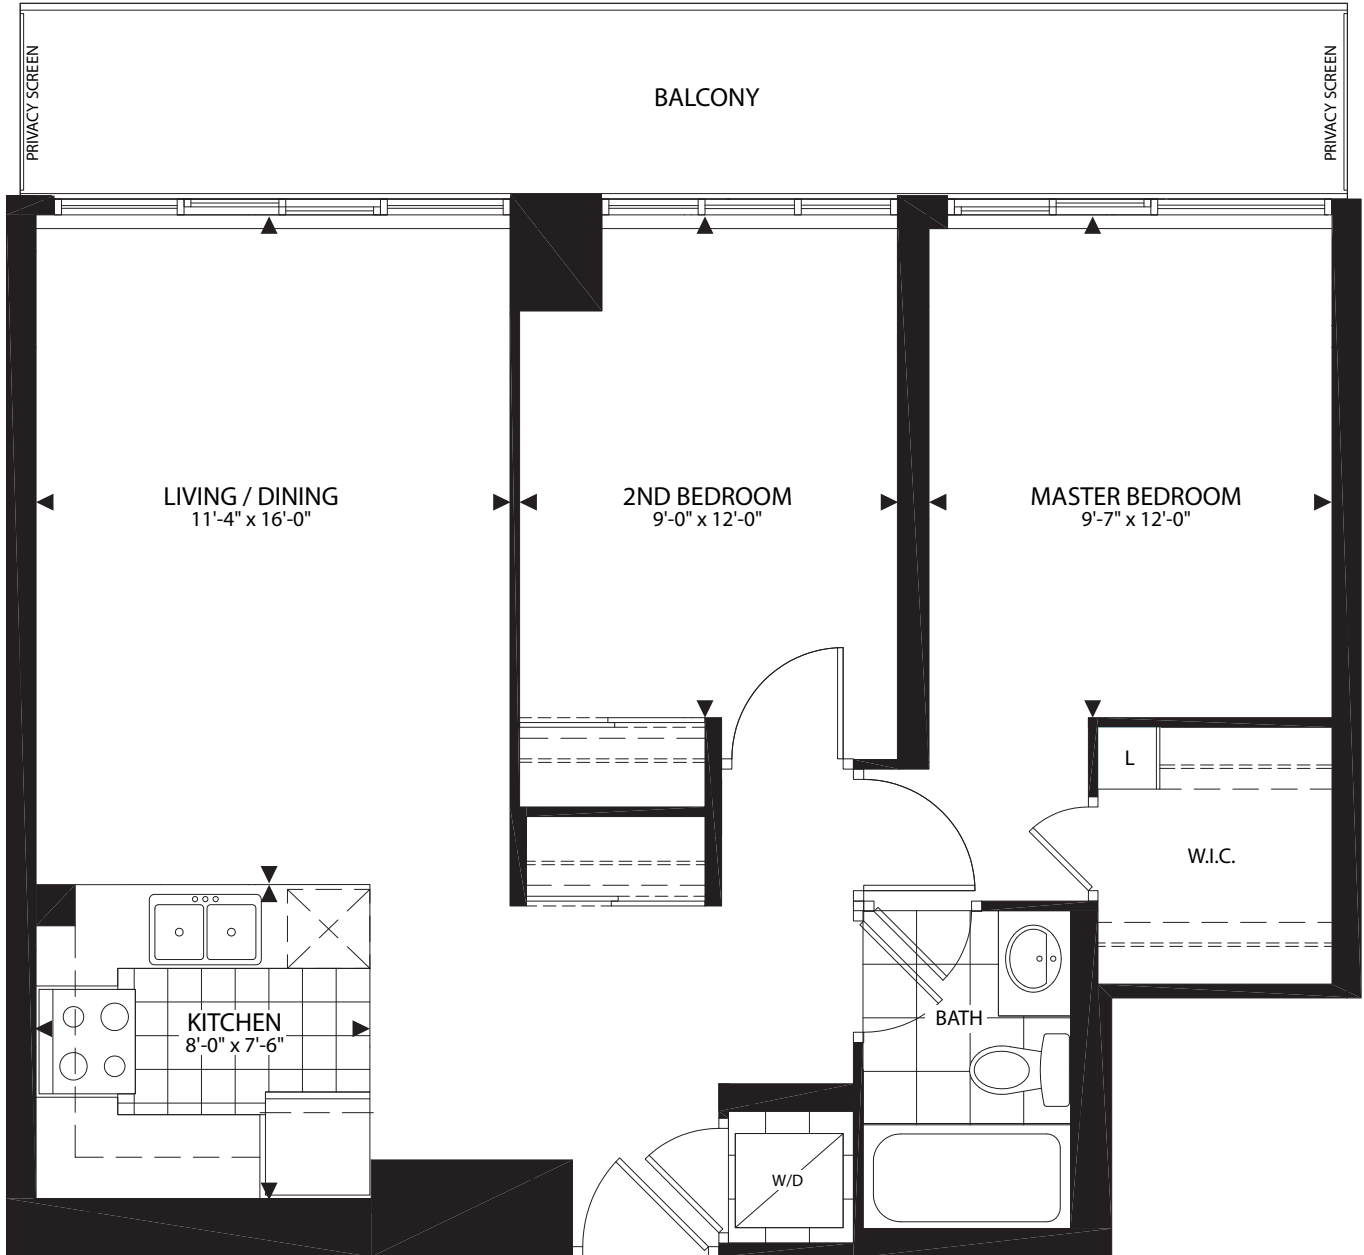 PRIVACY SCREEN
BALCONY
PRIVACY SCREEN
LIVING / DINING
11'-4" x 16'-0"
2ND BEDROOM
9'-0" x 12'-0"
MASTER BEDROOM
9'-7" x 12'-0"
L
W.I.C.
KITCHEN
8'-0" x 7'-6"
BATH
W/D